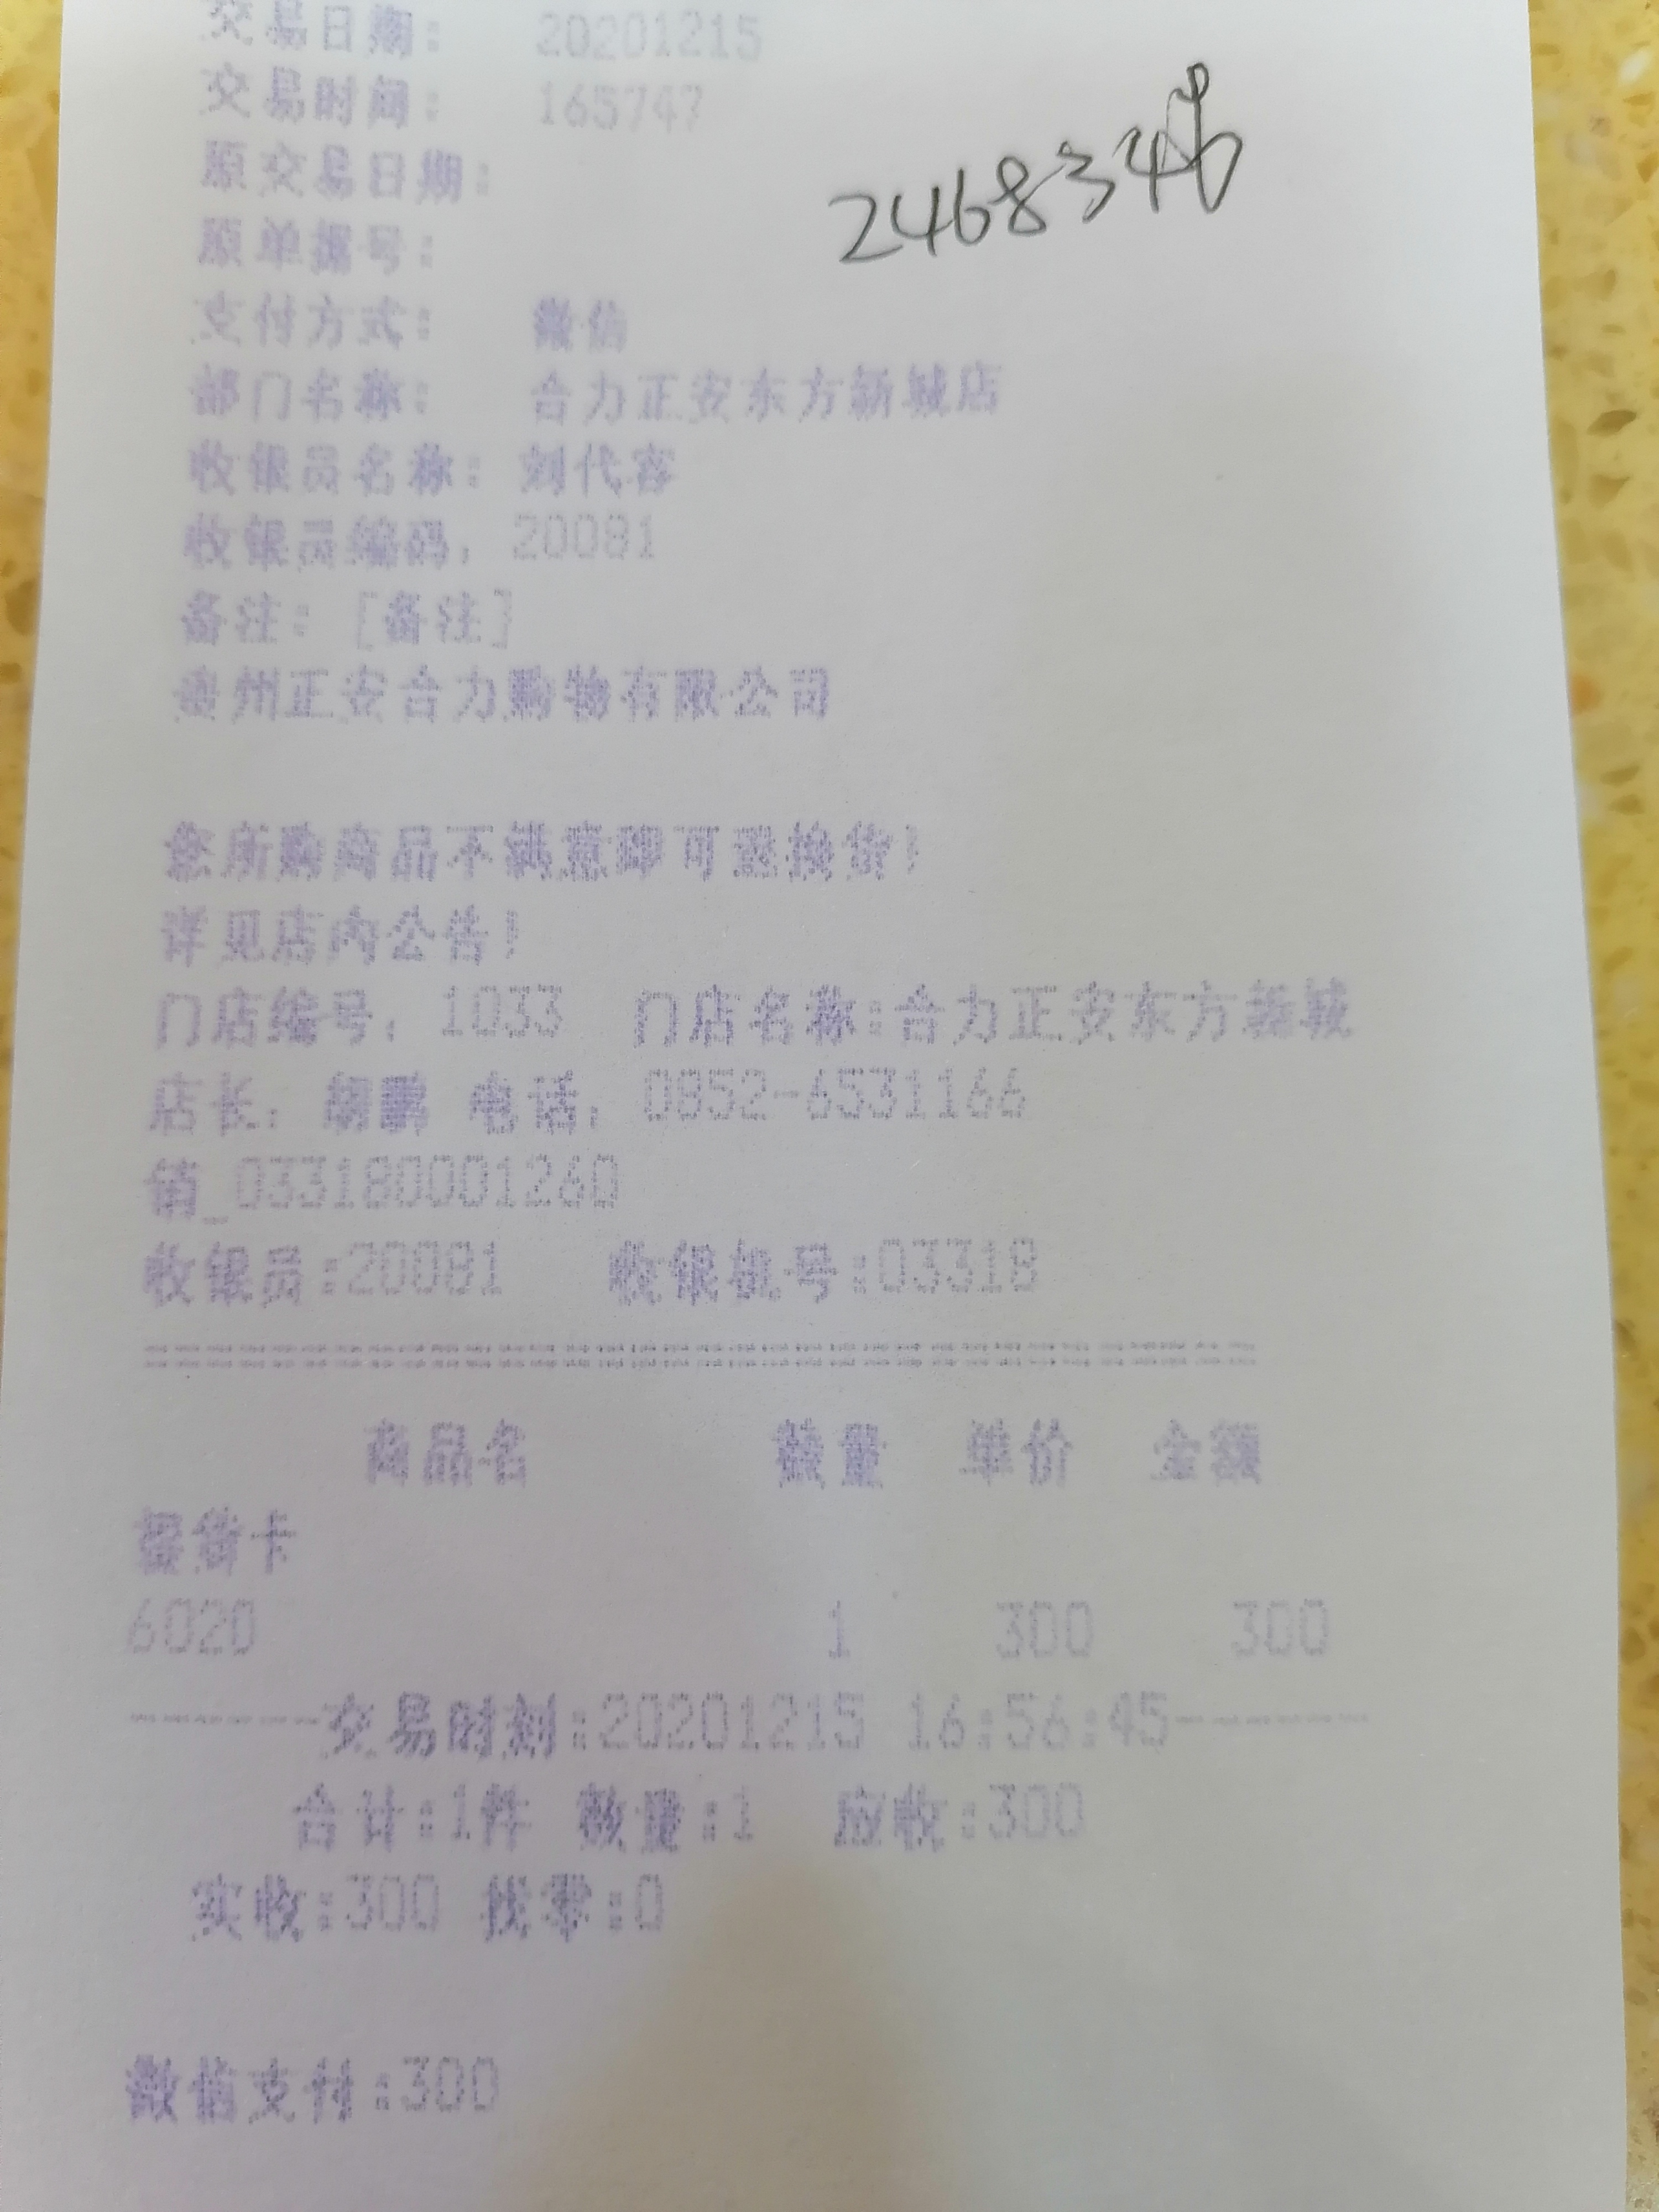 交易日期: 20201215
交易时间: 165747
原交易日期:
原单据号:
支付方式: 微信
部门名称: 合力正安东方新城店
收银员名称: 刘代容
收银员编码: 20081
备注: [备注]
贵州正安合力购物有限公司
您所购商品不满意即可退换货!
详见店内公告!
门店编号: 1033 门店名称:合力正安东方新城
店长: 胡鹏 电话: 0852-6531166
销_033180001260
收银员:20081 收银机号:03318
商品名 数量 单价 金额
提货卡
6020 1 300 300
--------交易时刻:20201215 16:56:45--------
合计:1件 数量:1 应收:300
实收:300 找零:0
微信支付:300